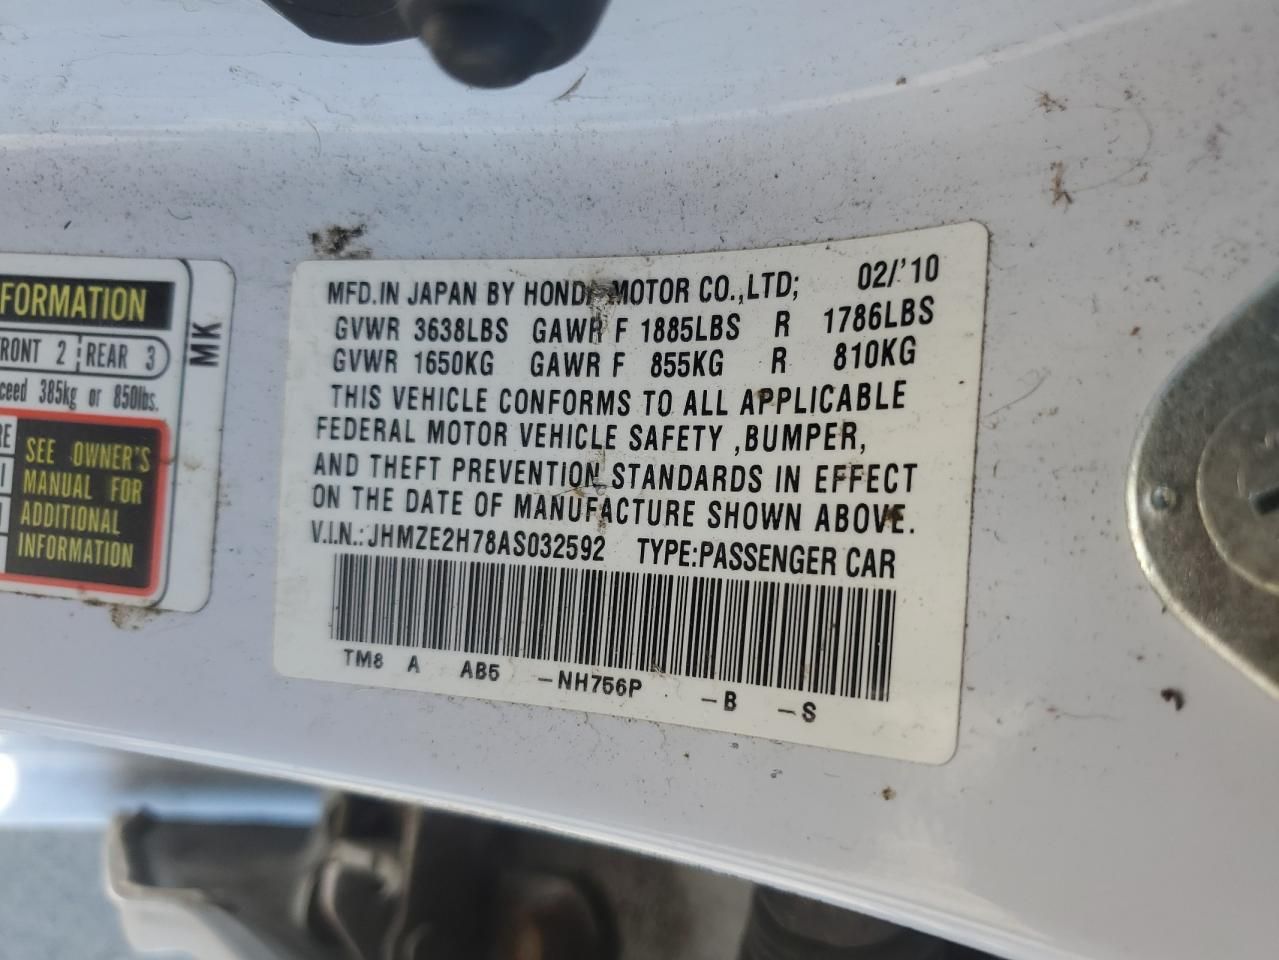 FORMATION
FRONT 2 REAR 3
385kg or 850lbs.
SEE OWNER'S
MANUAL FOR
ADDITIONAL
INFORMATION
MK
MFD.IN JAPAN BY HONDA MOTOR CO.,LTD; 02/'10
GVWR 3638LBS GAWR F 1885LBS R 1786LBS
GVWR 1650KG GAWR F 855KG R 810KG
THIS VEHICLE CONFORMS TO ALL APPLICABLE
FEDERAL MOTOR VEHICLE SAFETY ,BUMPER,
AND THEFT PREVENTION STANDARDS IN EFFECT
ON THE DATE OF MANUFACTURE SHOWN ABOVE.
V.I.N.:JHMZE2H78AS032592 TYPE:PASSENGER CAR
TM8 A AB5 -NH756P -B -S